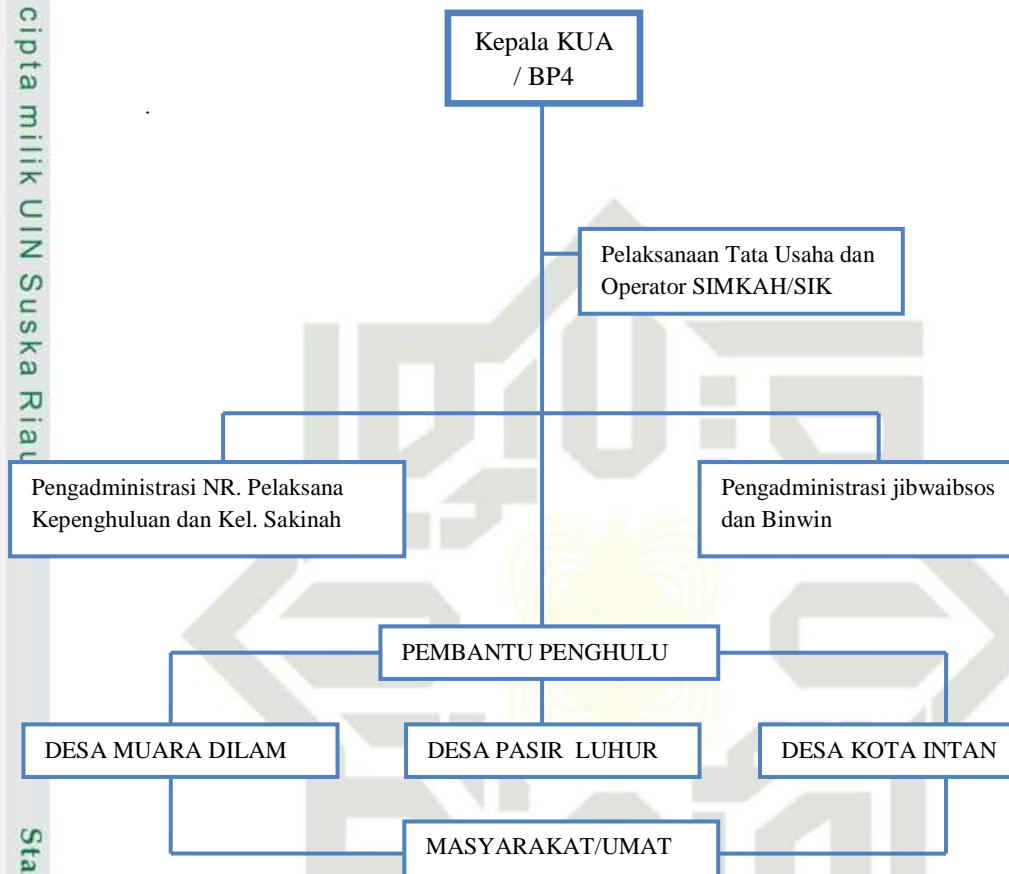 cipta milik UIN Suska Riau
Sta
Kepala KUA
/ BP4
Pelaksanaan Tata Usaha dan
Operator SIMKAH/SIK
Pengadministrasi NR. Pelaksana
Kepenghuluan dan Kel. Sakinah
Pengadministrasi jibwaibsos
dan Binwin
PEMBANTU PENGHULU
DESA MUARA DILAM
DESA PASIR LUHUR
DESA KOTA INTAN
MASYARAKAT/UMAT